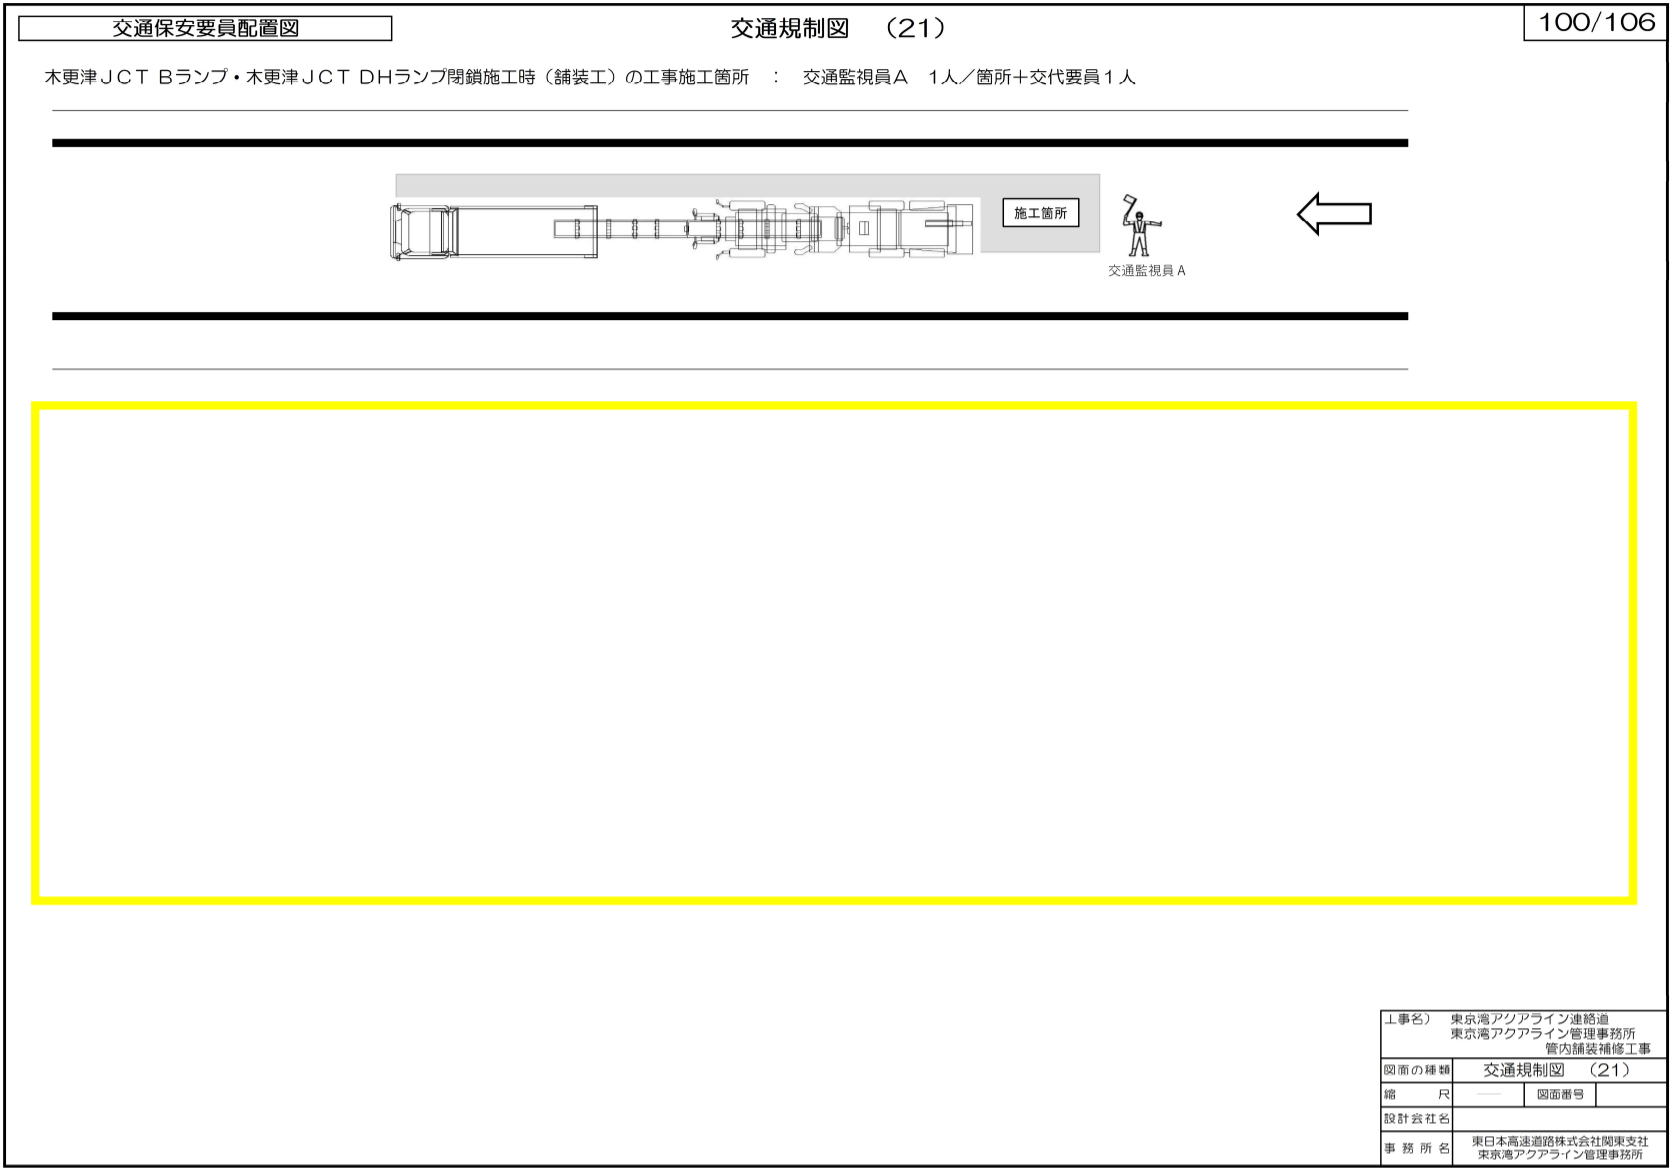 交通保安要員配置図
交通規制図　（21）
100/106
木更津ＪＣＴ Ｂランプ・木更津ＪＣＴ ＤＨランプ閉鎖施工時（舗装工）の工事施工箇所　：　交通監視員Ａ　1人／箇所＋交代要員１人
施工箇所
交通監視員 A
工事名）　東京湾アクアライン連絡道
東京湾アクアライン管理事務所
管内舗装補修工事
図面の種類　交通規制図　（21）
縮　尺　図面番号
設計会社名
事務所名　東日本高速道路株式会社関東支社
東京湾アクアライン管理事務所